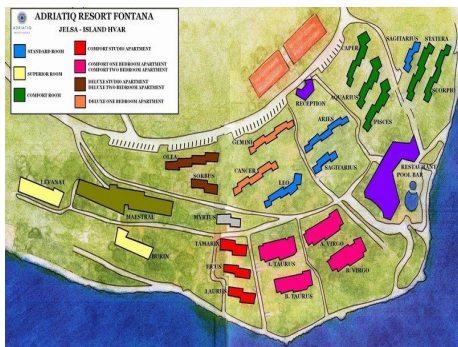 ADRIATIQ RESORT FONTANA
JELSA - ISLAND HVAR
ADRIATIQ
STANDARD ROOM
SUPERIOR ROOM
COMFORT ROOM
COMFORT STUDIO APARTMENT
COMFORT ONE BEDROOM APARTMENT
COMFORT TWO BEDROOM APARTMENT
DELUXE STUDIO APARTMENT
DELUXE TWO BEDROOM APARTMENT
DELUXE ONE BEDROOM APARTMENT
CAPER
SAGITARIUS
STATERA
SCORPIO
AQUARIUS
PISCES
RECEPTION
ARIES
GEMINI
SAGITARIUS
CANCER
LEO
OLEA
SORBUS
RESTAURANT
POOL BAR
LEVANAT
MAESTRAL
MYRTUS
BURIN
TAMARIX
FICUS
LAURUS
A. TAURUS
B. TAURUS
A. VIRGO
B. VIRGO